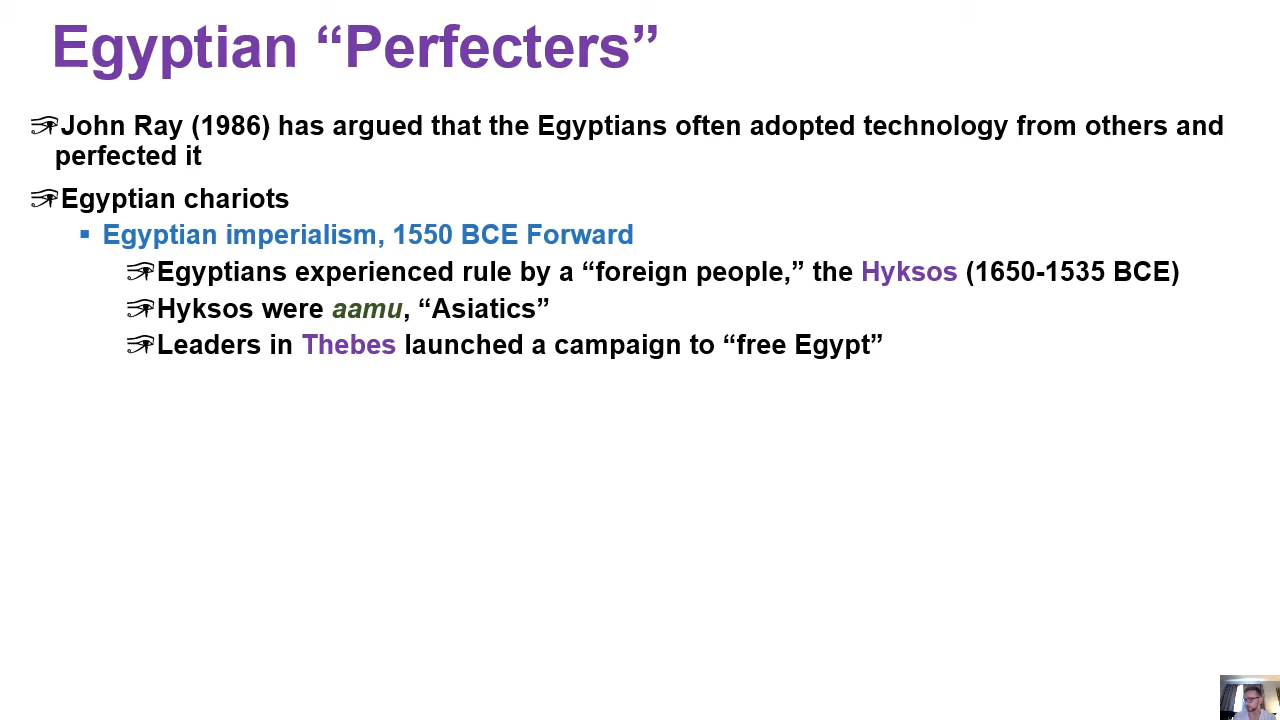 Egyptian “Perfecters”
John Ray (1986) has argued that the Egyptians often adopted technology from others and
perfected it
Egyptian chariots
▪ Egyptian imperialism, 1550 BCE Forward
Egyptians experienced rule by a “foreign people,” the Hyksos (1650-1535 BCE)
Hyksos were aamu, “Asiatics”
Leaders in Thebes launched a campaign to “free Egypt”